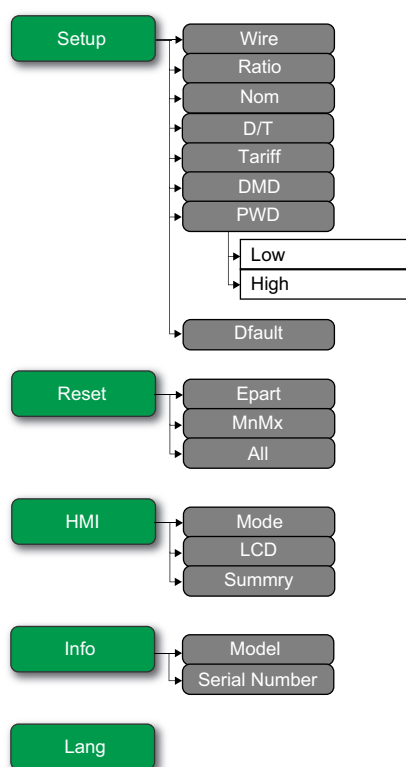 Setup
Wire
Ratio
Nom
D/T
Tariff
DMD
PWD
Low
High
Dfault
Reset
Epart
MnMx
All
HMI
Mode
LCD
Summry
Info
Model
Serial Number
Lang